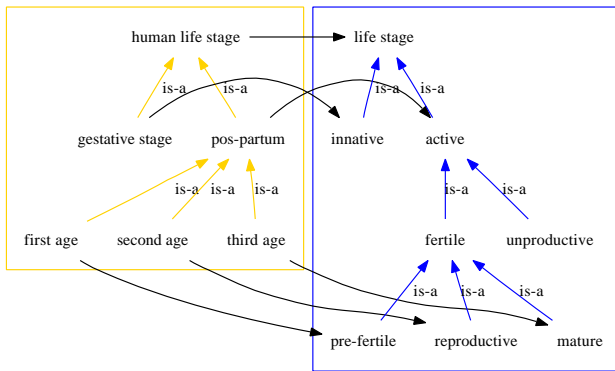 human life stage life stage
is-a is-a is-a is-a
gestative stage pos-partum innative active
is-a is-a is-a is-a is-a
first age second age third age fertile unproductive
is-a is-a is-a
pre-fertile reproductive mature